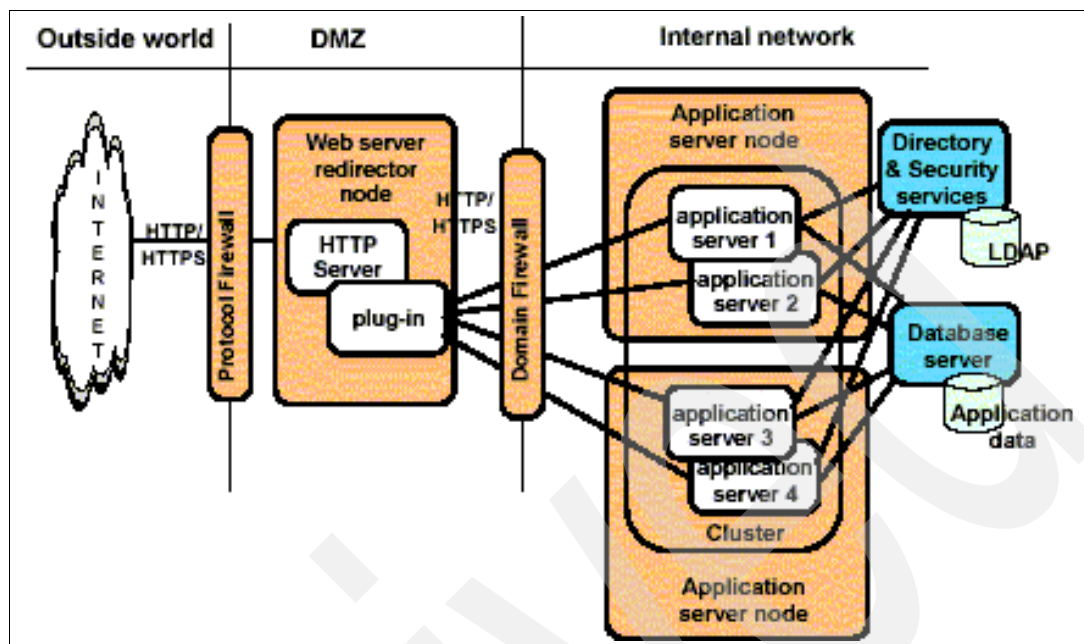 Outside world
DMZ
Internal network
INTERNET
HTTP/
HTTPS
Protocol Firewall
Web server
redirector
node
HTTP
Server
plug-in
HTTP/
HTTPS
Domain Firewall
Application
server node
application
server 1
application
server 2
application
server 3
application
server 4
Cluster
Application
server node
Directory
& Security
services
LDAP
Database
server
Application
data